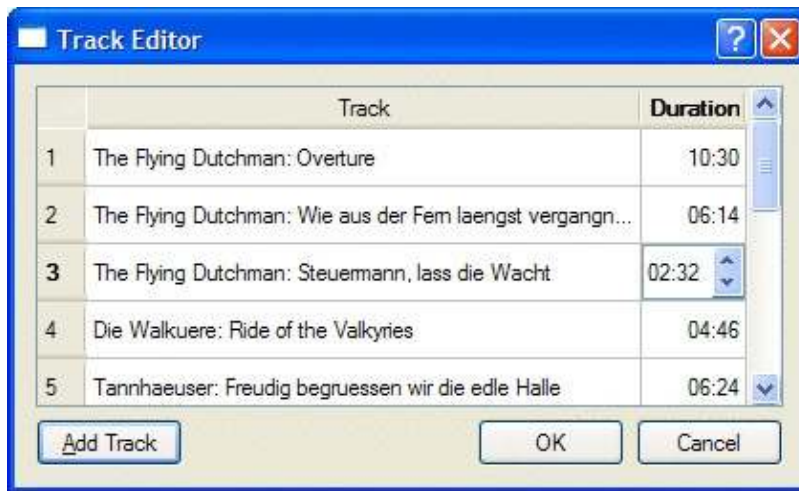 Track Editor
Track Duration
1 The Flying Dutchman: Overture 10:30
2 The Flying Dutchman: Wie aus der Fern laengst vergangn... 06:14
3 The Flying Dutchman: Steuermann, lass die Wacht 02:32
4 Die Walkuere: Ride of the Valkyries 04:46
5 Tannhaeuser: Freudig begruessen wir die edle Halle 06:24
Add Track OK Cancel